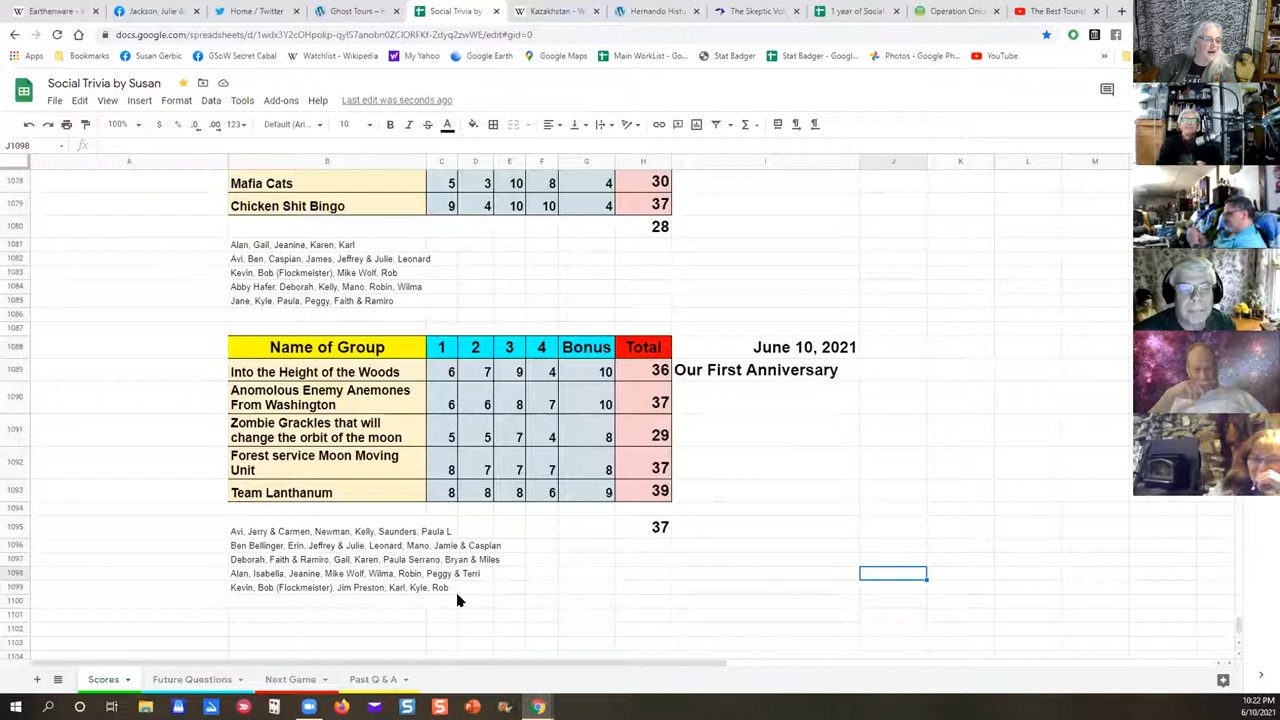 Earthenware - W
Jackson, Julie &
Home / Twitter
Ghost Tours – H
Social Trivia by
Kazakhstan - W
Hernando Histo
The Skeptic Vo
1 year of Social
Operation Oni
The Best Tourist
docs.google.com/spreadsheets/d/1wdx3Y2cOHpokp-qyIS7anobn0ZClORFKf-Zdyq2zwWE/edit#gid=0
Apps Bookmarks Susan Gerbic GSoW Secret Cabal Watchlist - Wikipedia My Yahoo Google Earth Google Maps Main WorkList - Go... Stat Badger Stat Badger - Goo... Photos - Google Ph... YouTube
Social Trivia by Susan
File Edit View Insert Format Data Tools Add-ons Help Last edit was seconds ago
100% $ % .0 .00 123 Default (Ari... 10 B I S A
J1098 fx
A B C D E F G H I J K L M
1078 Mafia Cats 5 3 10 8 4 30
1079 Chicken Shit Bingo 9 4 10 10 4 37
1080 28
1081 Alan, Gail, Jeanine, Karen, Karl
1082 Avi, Ben, Caspian, James, Jeffrey & Julie, Leonard
1083 Kevin, Bob (Flockmeister), Mike Wolf, Rob
1084 Abby Hafer, Deborah, Kelly, Mano, Robin, Wilma
1085 Jane, Kyle, Paula, Peggy, Faith & Ramiro
1086
1087
1088 Name of Group 1 2 3 4 Bonus Total June 10, 2021
1089 Into the Height of the Woods 6 7 9 4 10 36 Our First Anniversary
1090 Anomolous Enemy Anemones
From Washington 6 6 8 7 10 37
1091 Zombie Grackles that will
change the orbit of the moon 5 5 7 4 8 29
1092 Forest service Moon Moving
Unit 8 7 7 7 8 37
1093 Team Lanthanum 8 8 8 6 9 39
1094
1095 Avi, Jerry & Carmen, Newman, Kelly, Saunders, Paula L. 37
1096 Ben Bellinger, Erin, Jeffrey & Julie, Leonard, Mano, Jamie & Caspian
1097 Deborah, Faith & Ramiro, Gail, Karen, Paula Serrano, Bryan & Miles
1098 Alan, Isabella, Jeanine, Mike Wolf, Wilma, Robin, Peggy & Terri
1099 Kevin, Bob (Flockmeister), Jim Preston, Karl, Kyle, Rob
1100
1101
1102
1103
1104
Scores Future Questions Next Game Past Q & A
10:22 PM
6/10/2021